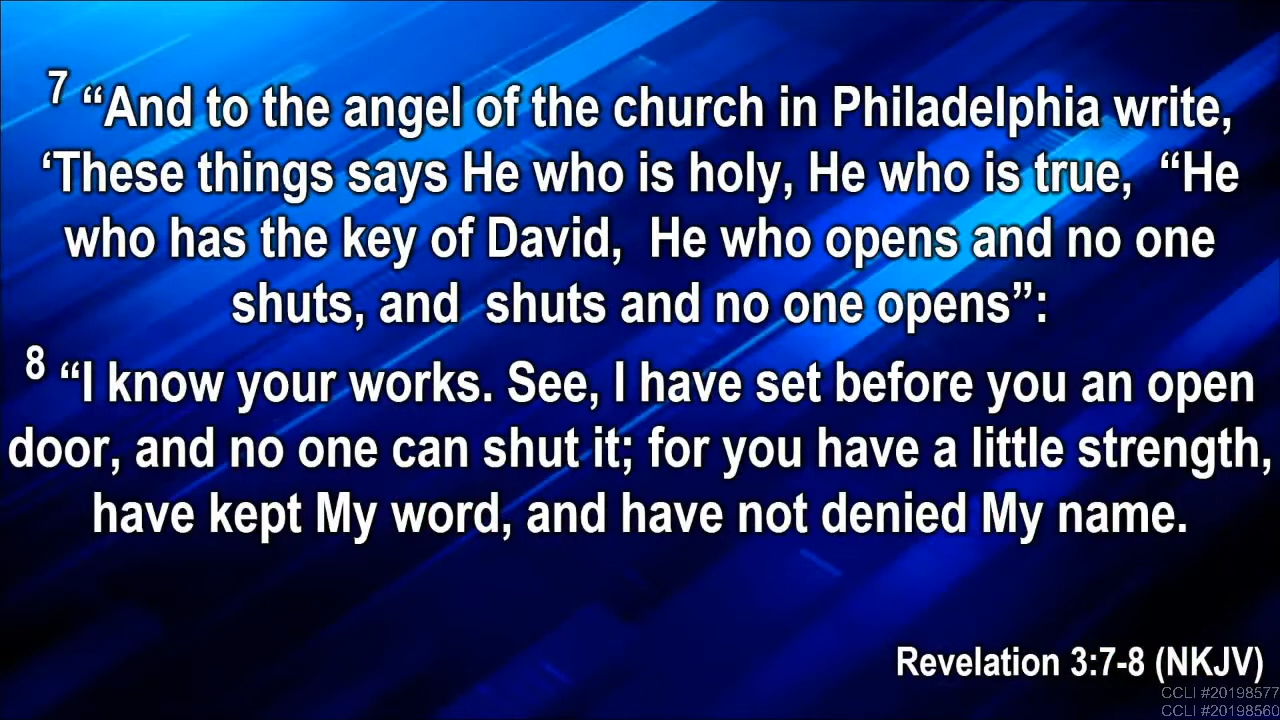 7 “And to the angel of the church in Philadelphia write,
‘These things says He who is holy, He who is true,  “He
who has the key of David,  He who opens and no one
shuts, and  shuts and no one opens”:
8 “I know your works. See, I have set before you an open
door, and no one can shut it; for you have a little strength,
have kept My word, and have not denied My name.
Revelation 3:7-8 (NKJV)
CCLI #20198577
CCLI #20198560